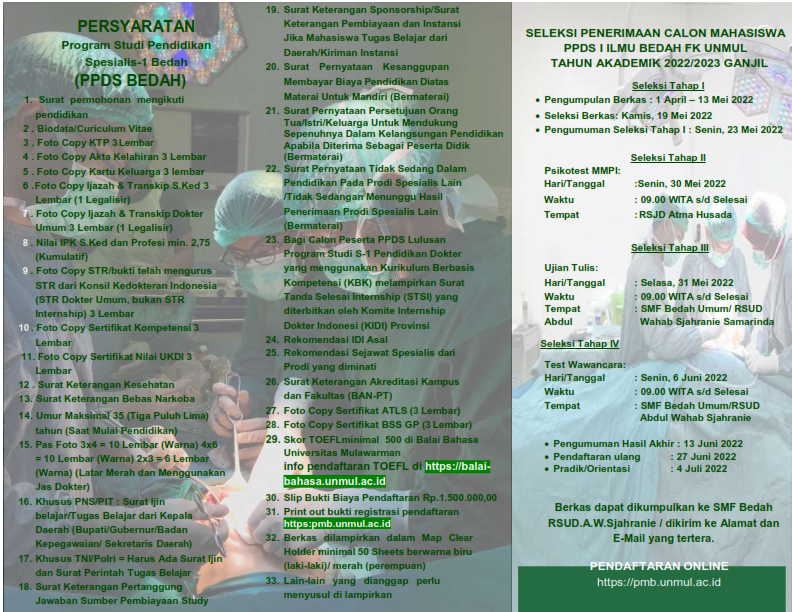 PERSYARATAN
Program Studi Pendidikan
Spesialis-1 Bedah
(PPDS BEDAH)
1. Surat permohonan mengikuti
pendidikan
2 . Biodata/Curiculum Vitae
3 . Foto Copy KTP 3Lembar
4 . Foto Copy Akta Kelahiran 3 Lembar
5 . Foto Copy Kartu Keluarga 3 lembar
6 .Foto Copy Ijazah & Transkip S.Ked 3
Lembar (1 Legalisir)
7 . Foto Copy Ijazah & Transkip Dokter
Umum 3 Lembar (1 Legalisir)
8 . Nilai IPK S.Ked dan Profesi min. 2,75
(Kumulatif)
9 . Foto Copy STR/bukti telah mengurus
STR dari Konsil Kedokteran Indonesia
(STR Dokter Umum, bukan STR
Internship) 3 Lembar
10 . Foto Copy Sertifikat Kompetensi 3
Lembar
11. Foto Copy Sertifikat Nilai UKDI 3
Lembar
12 . Surat Keterangan Kesehatan
13. Surat Keterangan Bebas Narkoba
14. Umur Maksimal 35 (Tiga Puluh Lima)
tahun (Saat Mulai Pendidikan)
15. Pas Foto 3x4 = 10 Lembar (Warna) 4x6
= 10 Lembar (Warna) 2x3 = 6 Lembar
(Warna) (Latar Merah dan Menggunakan
Jas Dokter)
16. Khusus PNS/PIT : Surat Ijin
belajar/Tugas Belajar dari Kepala
Daerah (Bupati/Gubernur/Badan
Kepegawaian/ Sekretaris Daerah)
17. Khusus TNI/Polri = Harus Ada Surat Ijin
dan Surat Perintah Tugas Belajar
18. Surat Keterangan Pertanggung
Jawaban Sumber Pembiayaan Study
19. Surat Keterangan Sponsorship/Surat
Keterangan Pembiayaan dan Instansi
Jika Mahasiswa Tugas Belajar dari
Daerah/Kiriman Instansi
20. Surat Pernyataan Kesanggupan
Membayar Biaya Pendidikan Diatas
Materai Untuk Mandiri (Bermaterai)
21. Surat Pernyataan Persetujuan Orang
Tua/Istri/Keluarga Untuk Mendukung
Sepenuhnya Dalam Kelangsungan Pendidikan
Apabila Diterima Sebagai Peserta Didik
(Bermaterai)
22. Surat Pernyataan Tidak Sedang Dalam
Pendidikan Pada Prodi Spesialis Lain
/Tidak Sedangan Menunggu Hasil
Penerimaan Prodi Spesialis Lain
(Bermaterai)
23. Bagi Calon Peserta PPDS Lulusan
Program Studi S-1 Pendidikan Dokter
yang menggunakan Kurikulum Berbasis
Kompetensi (KBK) melampirkan Surat
Tanda Selesai Internship (STSI) yang
diterbitkan oleh Komite Internship
Dokter Indonesi (KIDI) Provinsi
24. Rekomendasi IDI Asal
25. Rekomendasi Sejawat Spesialis dari
Prodi yang diminati
26. Surat Keterangan Akreditasi Kampus
dan Fakultas (BAN-PT)
27. Foto Copy Sertifikat ATLS (3 Lembar)
28. Foto Copy Sertifikat BSS GP (3 Lembar)
29. Skor TOEFLminimal 500 di Balai Bahasa
Universitas Mulawarman
info pendaftaran TOEFL di https://balai-
bahasa.unmul.ac.id
30. Slip Bukti Biaya Pendaftaran Rp.1.500.000,00
31. Print out bukti registrasi pendaftaran
https:pmb.unmul.ac.id
32. Berkas dilampirkan dalam Map Clear
Holder minimal 50 Sheets berwarna biru
(laki-laki)/ merah (perempuan)
33. Lain-lain yang dianggap perlu
menyusul di lampirkan
SELEKSI PENERIMAAN CALON MAHASISWA
PPDS I ILMU BEDAH FK UNMUL
TAHUN AKADEMIK 2022/2023 GANJIL
Seleksi Tahap I
• Pengumpulan Berkas : 1 April – 13 Mei 2022
• Seleksi Berkas: Kamis, 19 Mei 2022
• Pengumuman Seleksi Tahap I : Senin, 23 Mei 2022
Seleksi Tahap II
Psikotest MMPI:
Hari/Tanggal :Senin, 30 Mei 2022
Waktu : 09.00 WITA s/d Selesai
Tempat :RSJD Atma Husada
Seleksi Tahap III
Ujian Tulis:
Hari/Tanggal : Selasa, 31 Mei 2022
Waktu : 09.00 WITA s/d Selesai
Tempat : SMF Bedah Umum/ RSUD
Abdul Wahab Sjahranie Samarinda
Seleksi Tahap IV
Test Wawancara:
Hari/Tanggal : Senin, 6 Juni 2022
Waktu : 09.00 WITA s/d Selesai
Tempat : SMF Bedah Umum/RSUD
Abdul Wahab Sjahranie
• Pengumuman Hasil Akhir : 13 Juni 2022
• Pendaftaran ulang : 27 Juni 2022
• Pradik/Orientasi : 4 Juli 2022
Berkas dapat dikumpulkan ke SMF Bedah
RSUD.A.W.Sjahranie / dikirim ke Alamat dan
E-Mail yang tertera.
PENDAFTARAN ONLINE
https://pmb.unmul.ac.id